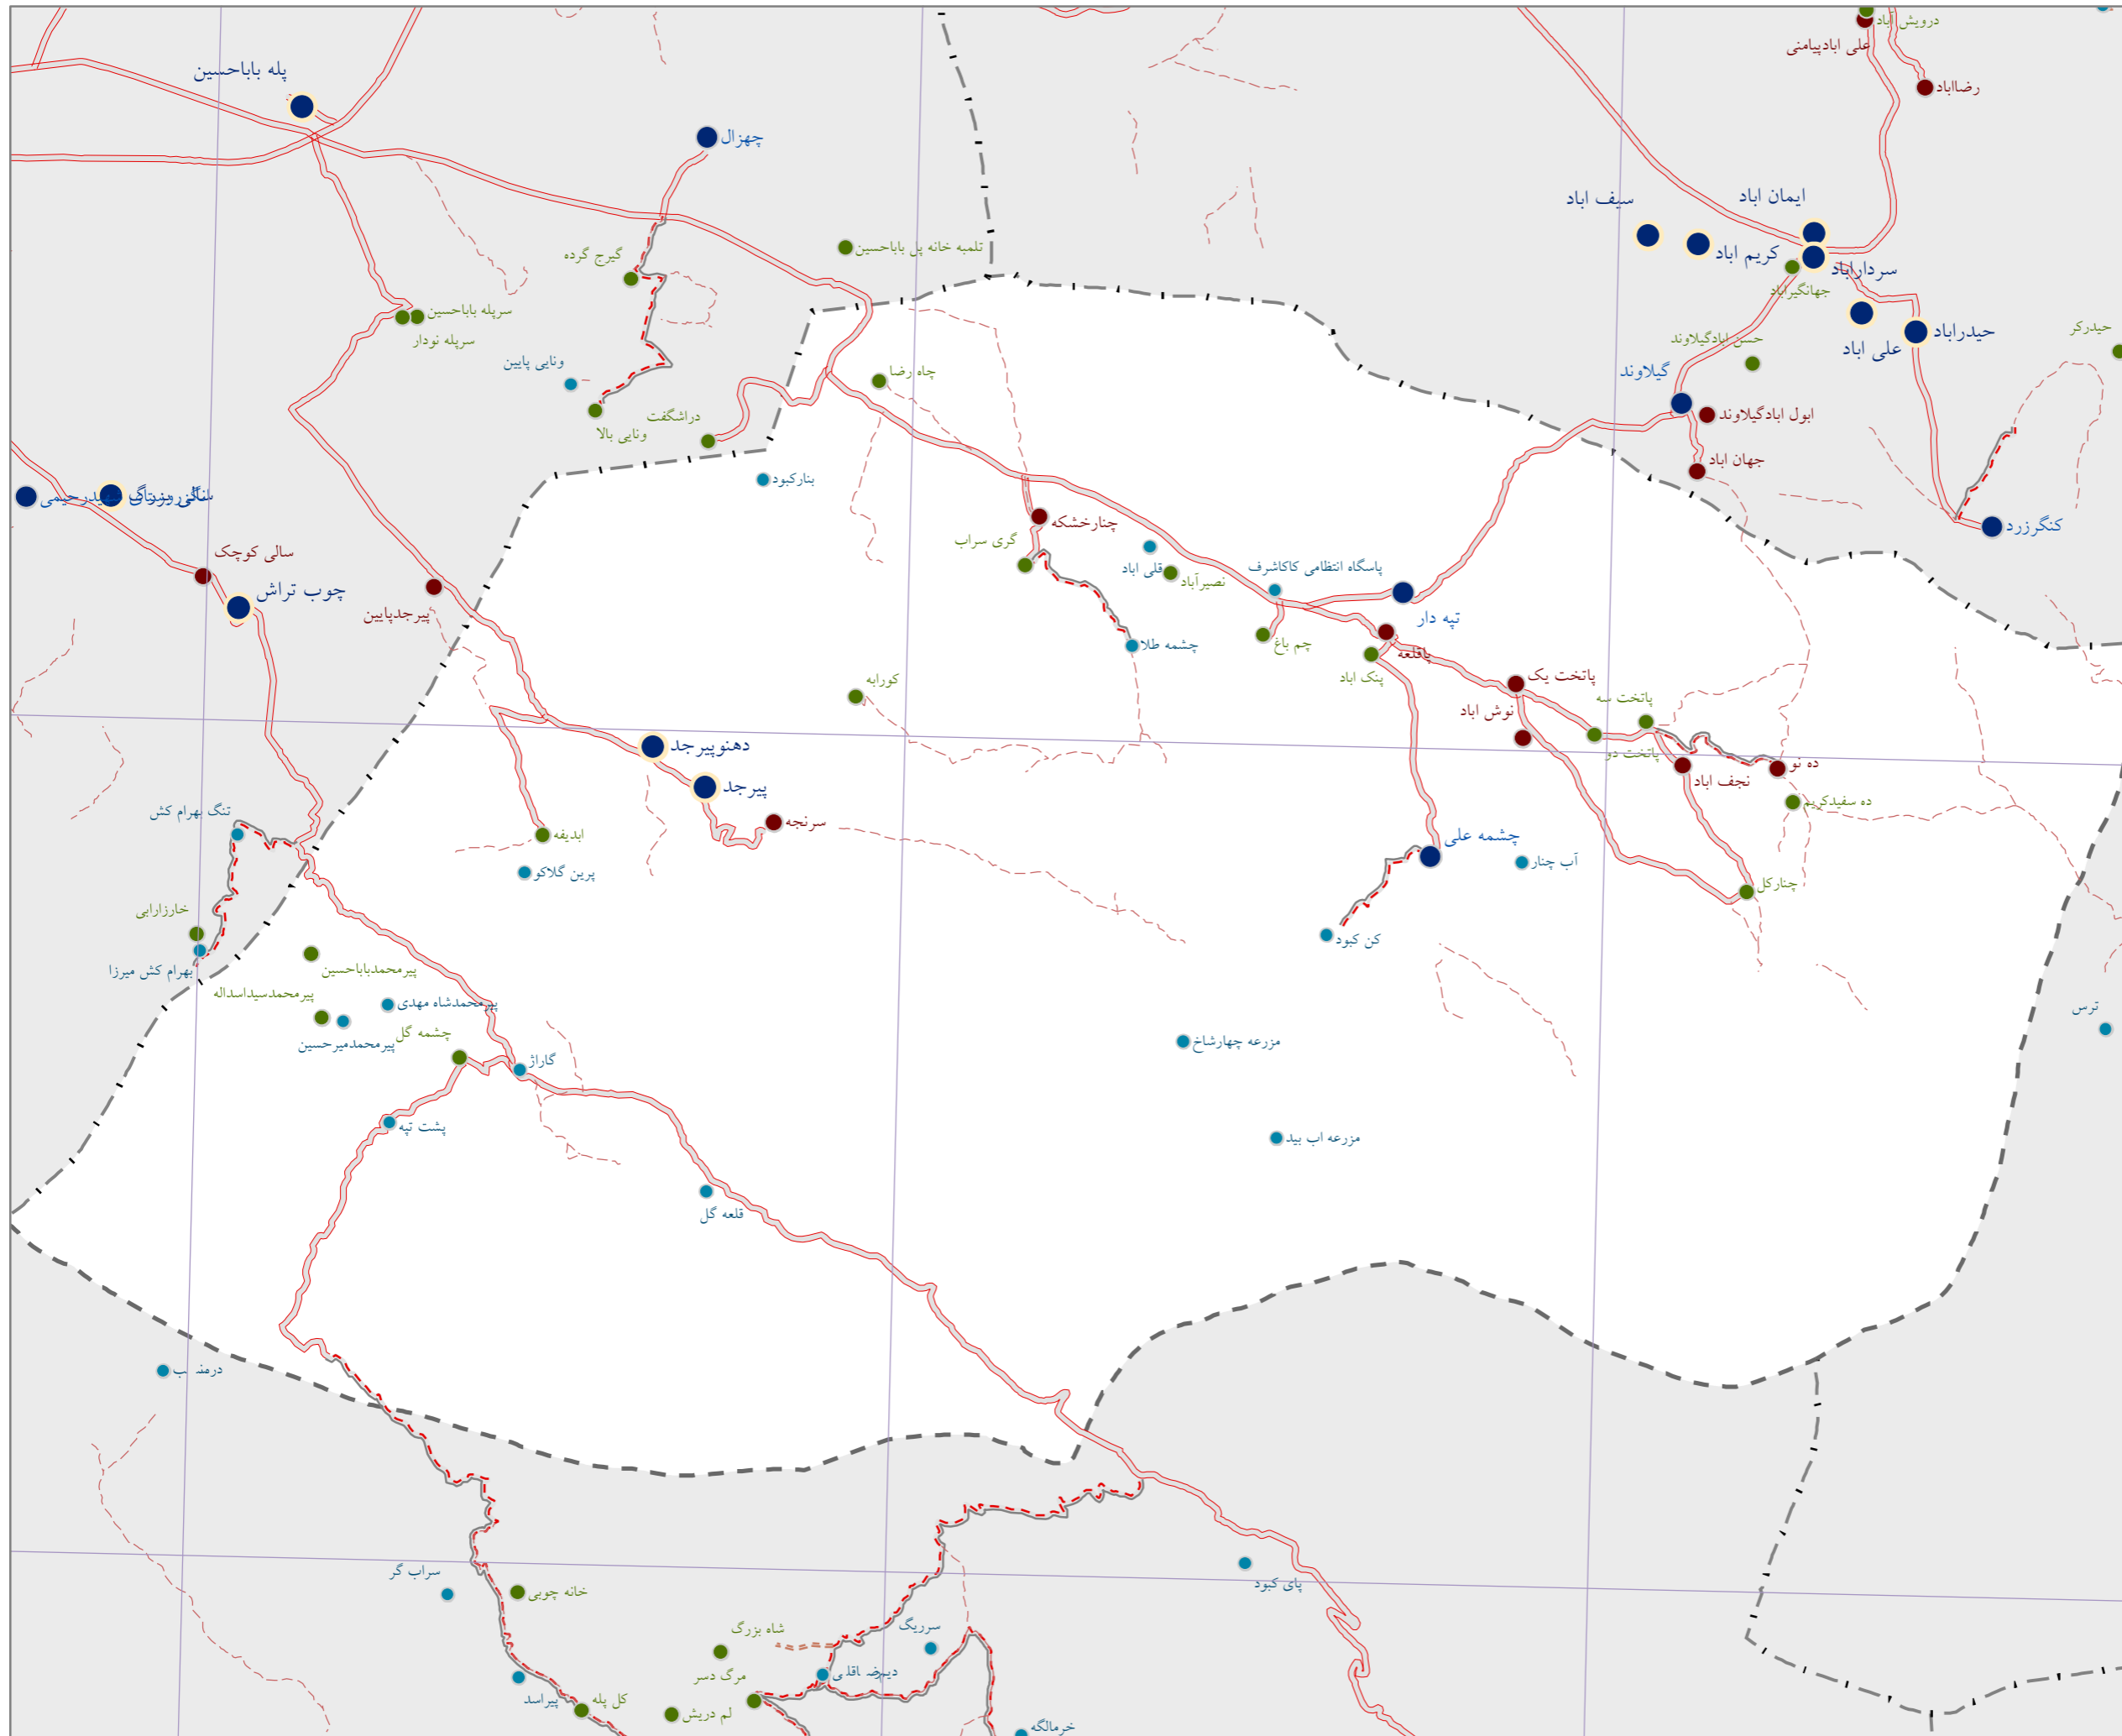 درویش آباد
علی ابادپیامنی
پله باباحسین
رضااباد
چهزال
ایمان اباد
سیف اباد
تلمبه خانه پل باباحسین
کریم اباد
گیرج گرده
سرداراباد
جهانگیراباد
سرپله باباحسین
حیدرکر
حیدراباد
سرپله نودار
حسن ابادگیلاوند
علی اباد
ونایی پایین
چاه رضا
گیلاوند
دراشگفت
ابول ابادگیلاوند
ونایی بالا
جهان اباد
بنارکبود
چنارخشکه
کنگرزرد
گری سراب
سالی کوچک
قلی اباد
پاسگاه انتظامی کاکاشرف
نصیرآباد
چوب تراش
پیرجدپایین
تپه دار
چشمه طلا
چم باغ
پاقلعه
کورابه
پنک اباد
پاتخت یک
پاتخت سه
نوش اباد
دهنوپیرجد
پاتخت دو
ده نو
نجف اباد
پیرجد
ده سفیدکریم
تنگ بهرام کش
سرنجه
ابدیفه
چشمه علی
آب چنار
پرین گلاکو
چنارکل
خارزارابی
کن کبود
بهرام کش میرزا
پیرمحمدباباحسین
پیرمحمدسیداسداله
پیرمحمدشاه مهدی
ترس
چشمه گل
پیرمحمدمیرحسین
مزرعه چهارشاخ
گاراژ
پشت تپه
مزرعه اب بید
قلعه گل
سراب گر
پای کبود
خانه چوبی
شاه بزرگ
سرریگ
مرگ دسر
کل پله
پیراسد
لم دریش
خرمالگه